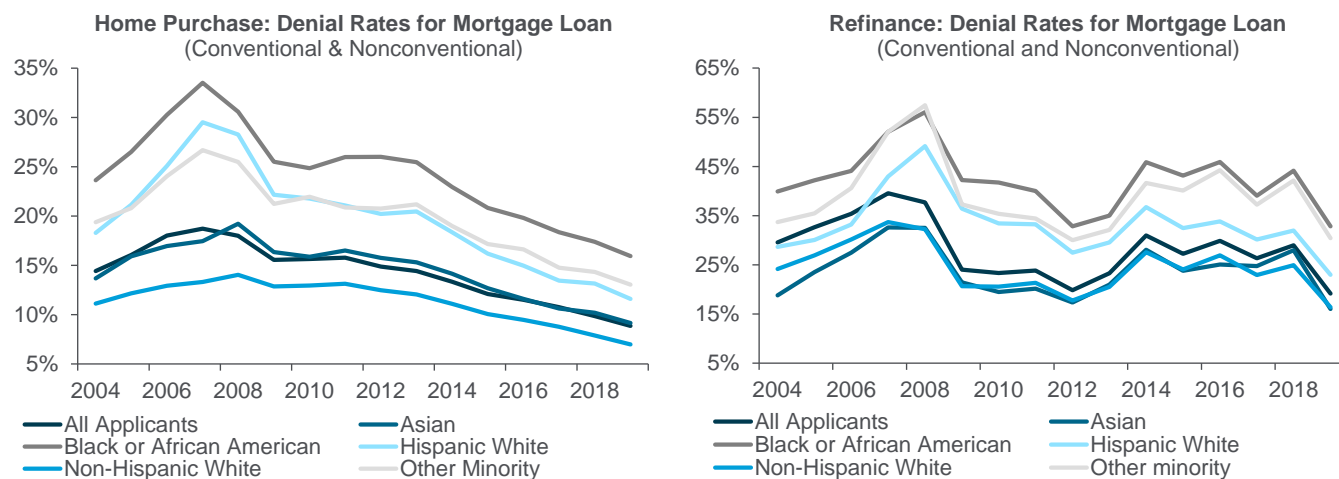 Home Purchase: Denial Rates for Mortgage Loan
(Conventional & Nonconventional)
35%
30%
25%
20%
15%
10%
5%
2004 2006 2008 2010 2012 2014 2016 2018
All Applicants Asian
Black or African American Hispanic White
Non-Hispanic White Other Minority
Refinance: Denial Rates for Mortgage Loan
(Conventional and Nonconventional)
65%
55%
45%
35%
25%
15%
5%
2004 2006 2008 2010 2012 2014 2016 2018
All Applicants Asian
Black or African American Hispanic White
Non-Hispanic White Other minority